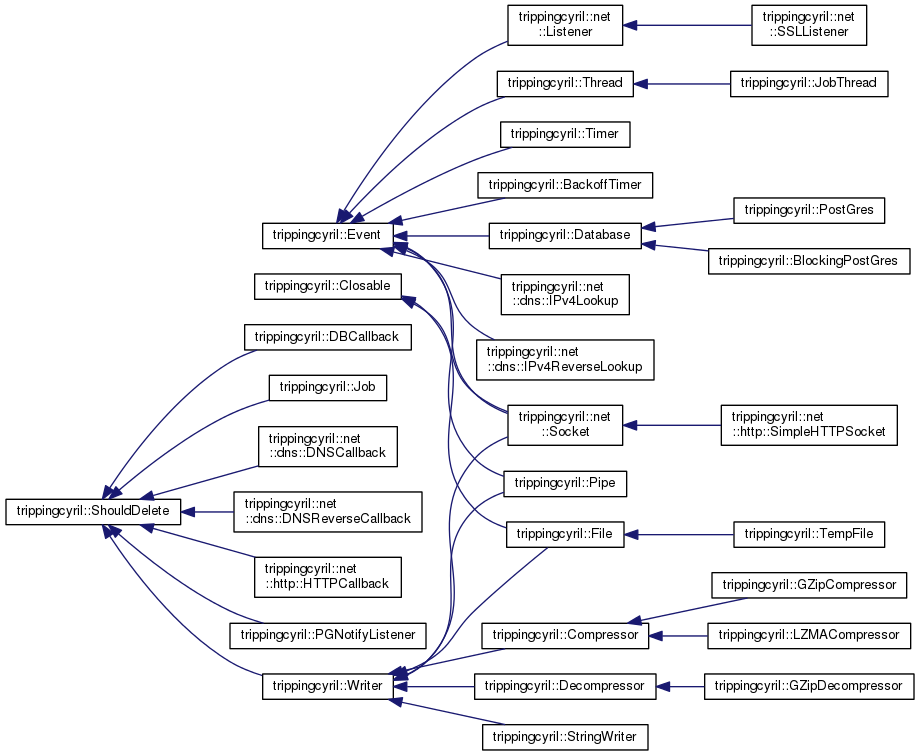 trippingcyril::net
::Listener
trippingcyril::net
::SSLListener
trippingcyril::Thread
trippingcyril::JobThread
trippingcyril::Timer
trippingcyril::BackoffTimer
trippingcyril::PostGres
trippingcyril::Event
trippingcyril::Database
trippingcyril::BlockingPostGres
trippingcyril::Closable
trippingcyril::net
::dns::IPv4Lookup
trippingcyril::DBCallback
trippingcyril::net
::dns::IPv4ReverseLookup
trippingcyril::Job
trippingcyril::net
::Socket
trippingcyril::net
::http::SimpleHTTPSocket
trippingcyril::net
::dns::DNSCallback
trippingcyril::Pipe
trippingcyril::ShouldDelete
trippingcyril::net
::dns::DNSReverseCallback
trippingcyril::File
trippingcyril::TempFile
trippingcyril::net
::http::HTTPCallback
trippingcyril::GZipCompressor
trippingcyril::PGNotifyListener
trippingcyril::Compressor
trippingcyril::LZMACompressor
trippingcyril::Writer
trippingcyril::Decompressor
trippingcyril::GZipDecompressor
trippingcyril::StringWriter